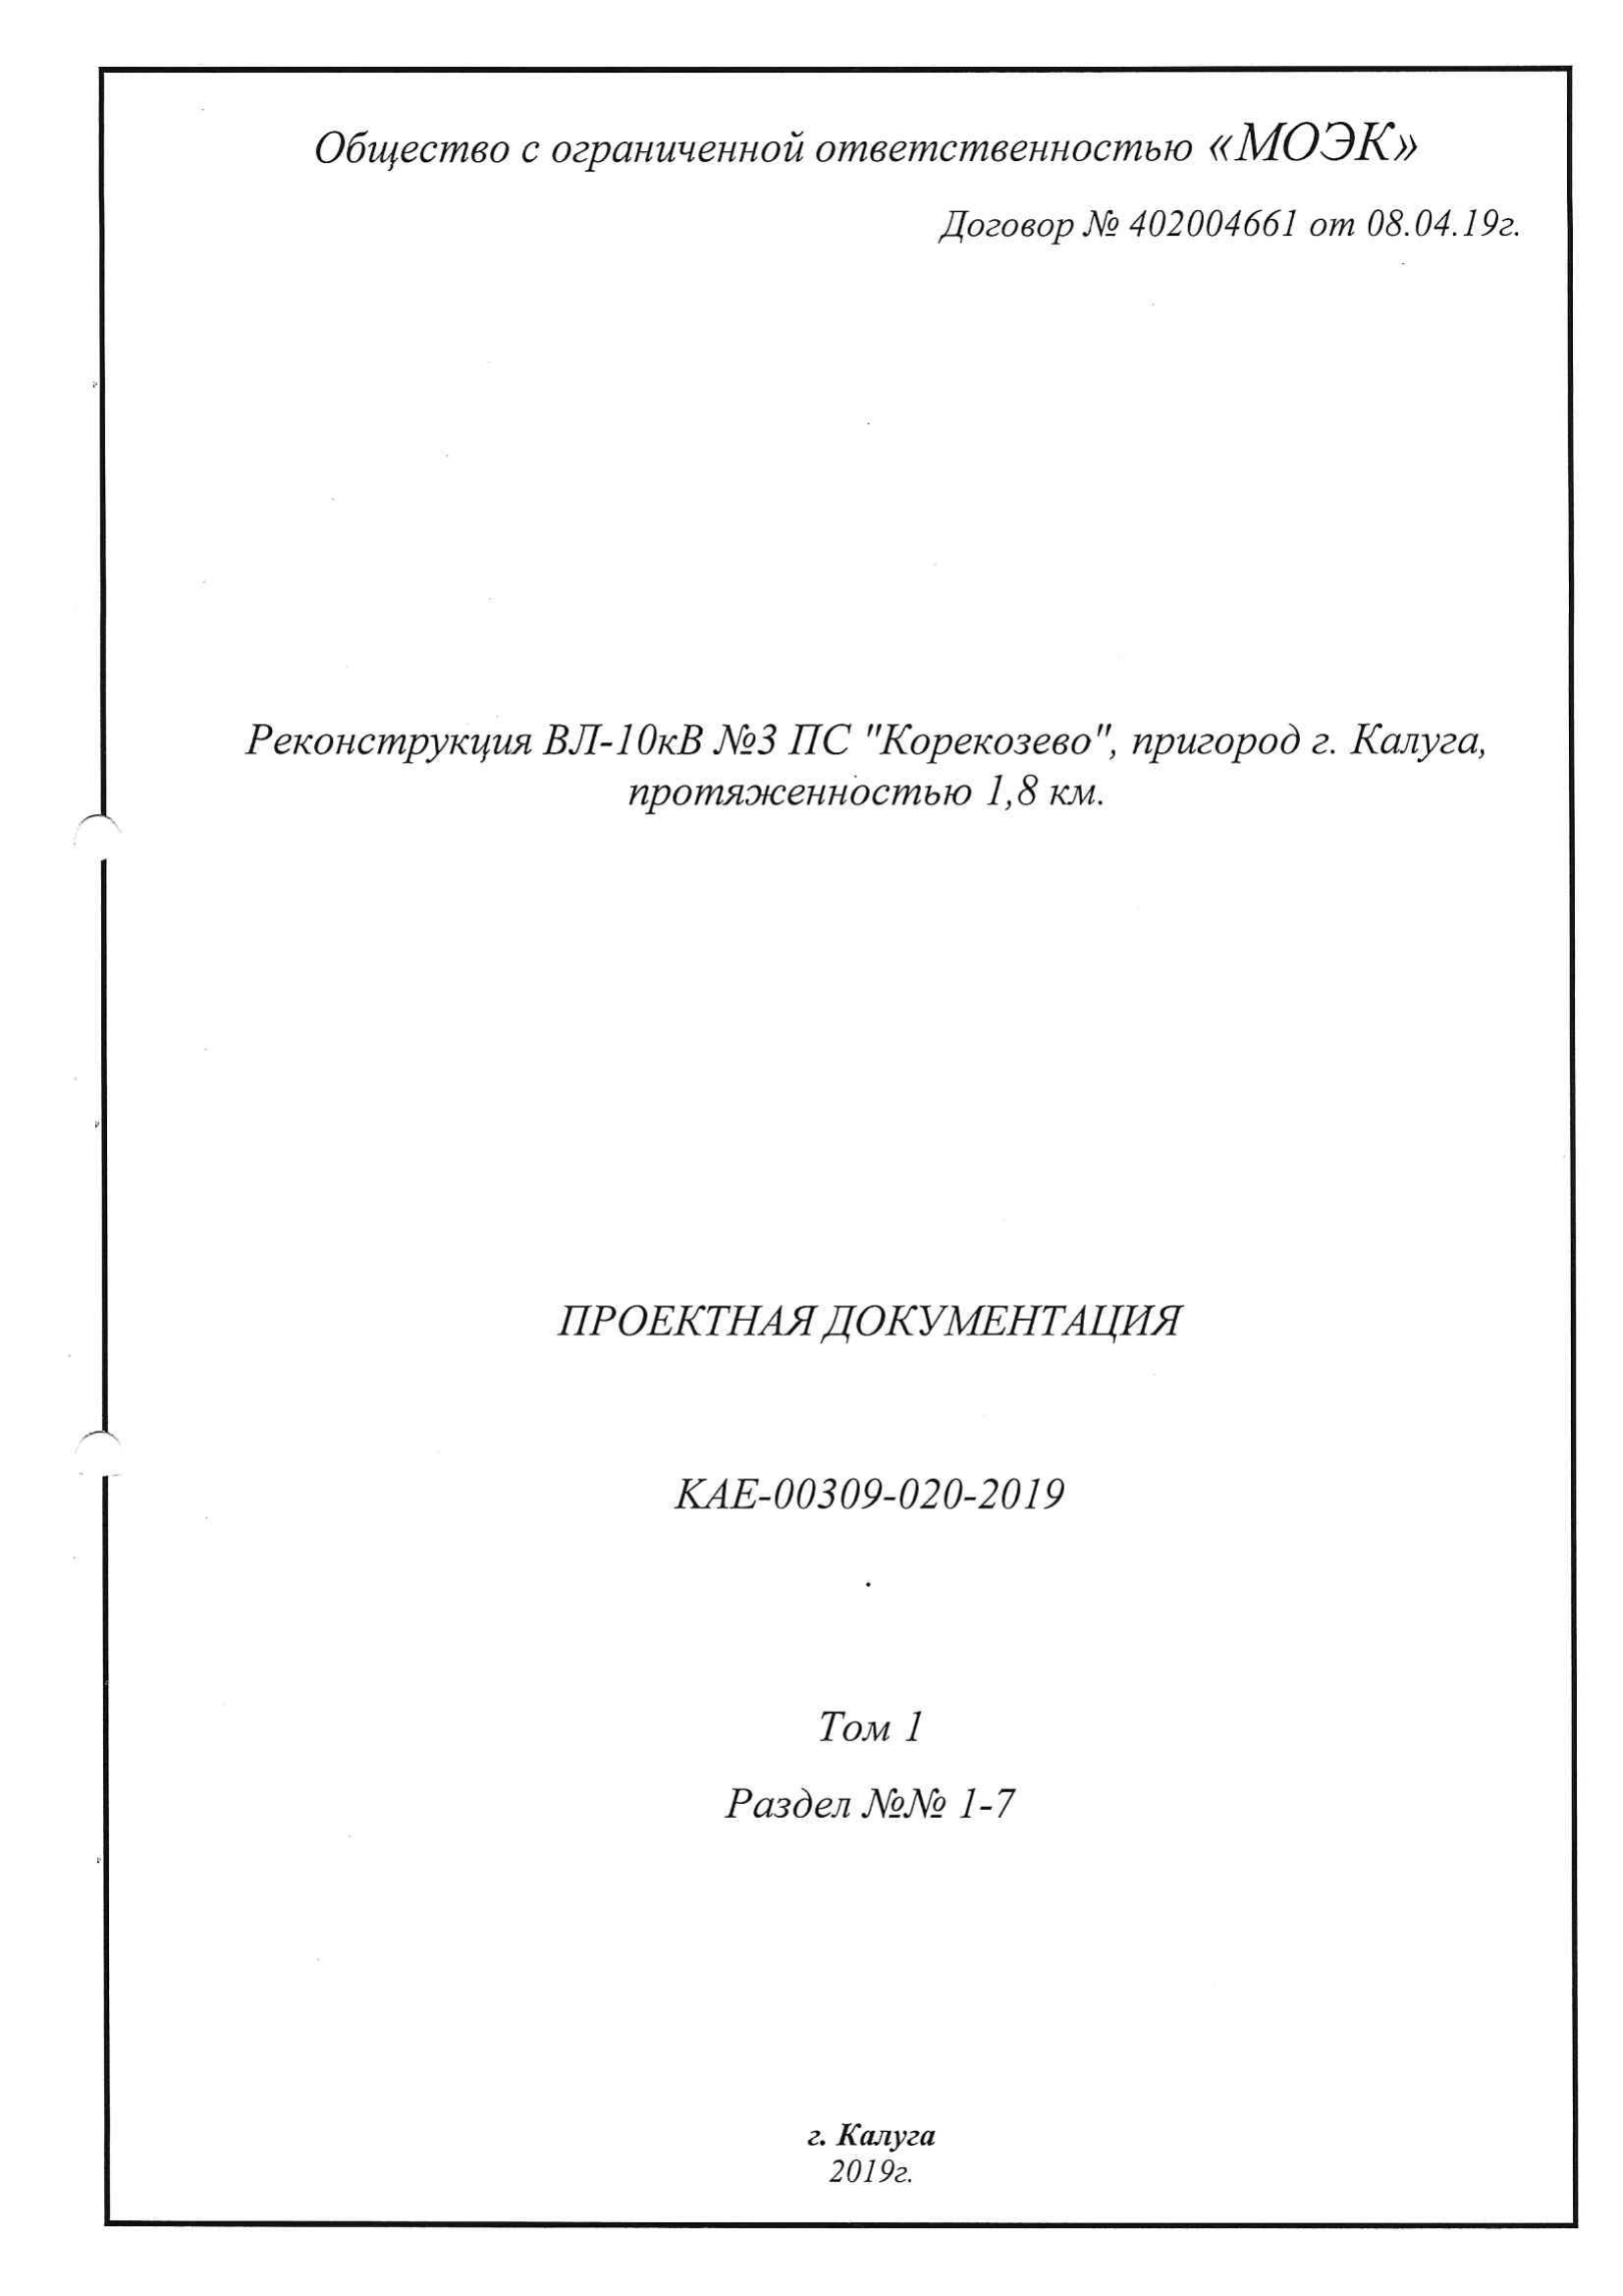 Общество с ограниченной ответственностью «МОЭК»
Договор № 402004661 от 08.04.19г.
Реконструкция ВЛ-10кВ №3 ПС "Корекозево", пригород г. Калуга,
протяженностью 1,8 км.
ПРОЕКТНАЯ ДОКУМЕНТАЦИЯ
КАЕ-00309-020-2019
Том 1
Раздел №№ 1-7
г. Калуга
2019г.